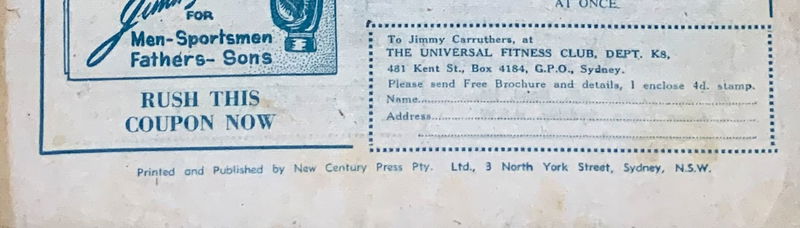 AT ONCE
FOR
Men-Sportsmen
Fathers- Sons
RUSH THIS
COUPON NOW
To Jimmy Carruthers, at
THE UNIVERSAL FITNESS CLUB, DEPT. K8,
481 Kent St., Box 4184, G.P.O., Sydney.
Please send Free Brochure and details, I enclose 4d. stamp.
Name
Address
Printed and Published by New Century Press Pty. Ltd., 3 North York Street, Sydney, N.S.W.